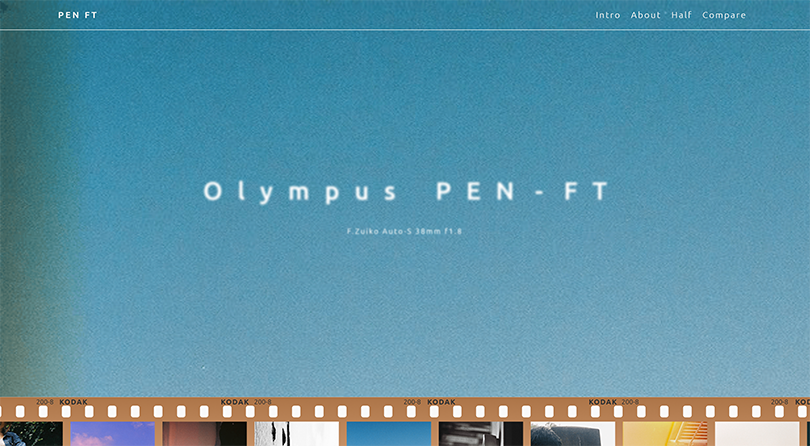 PEN FT
Intro About Half Compare
Olympus PEN-FT
F.Zuiko Auto-S 38mm f1.8
200-8 KODAK KODAK 200-8 200-8 KODAK KODAK 200-8 200-8 KODAK